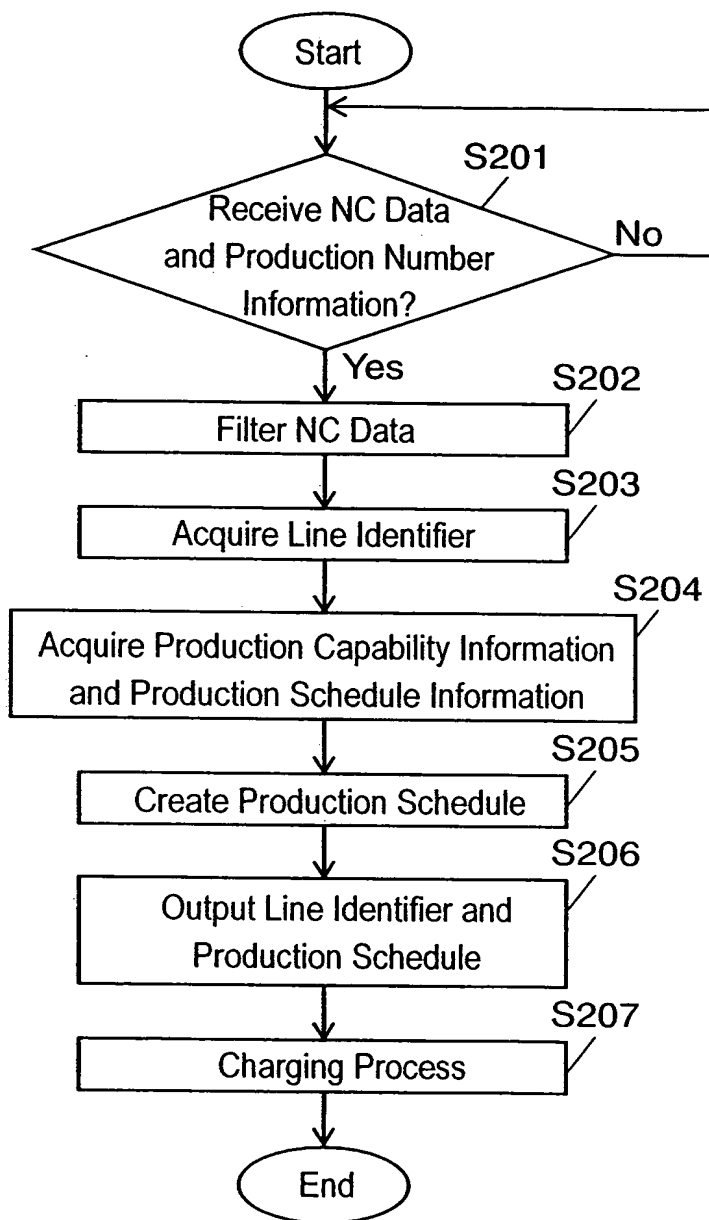 Start
S201
Receive NC Data
and Production Number
Information?
No
Yes
S202
Filter NC Data
S203
Acquire Line Identifier
S204
Acquire Production Capability Information
and Production Schedule Information
S205
Create Production Schedule
S206
Output Line Identifier and
Production Schedule
S207
Charging Process
End